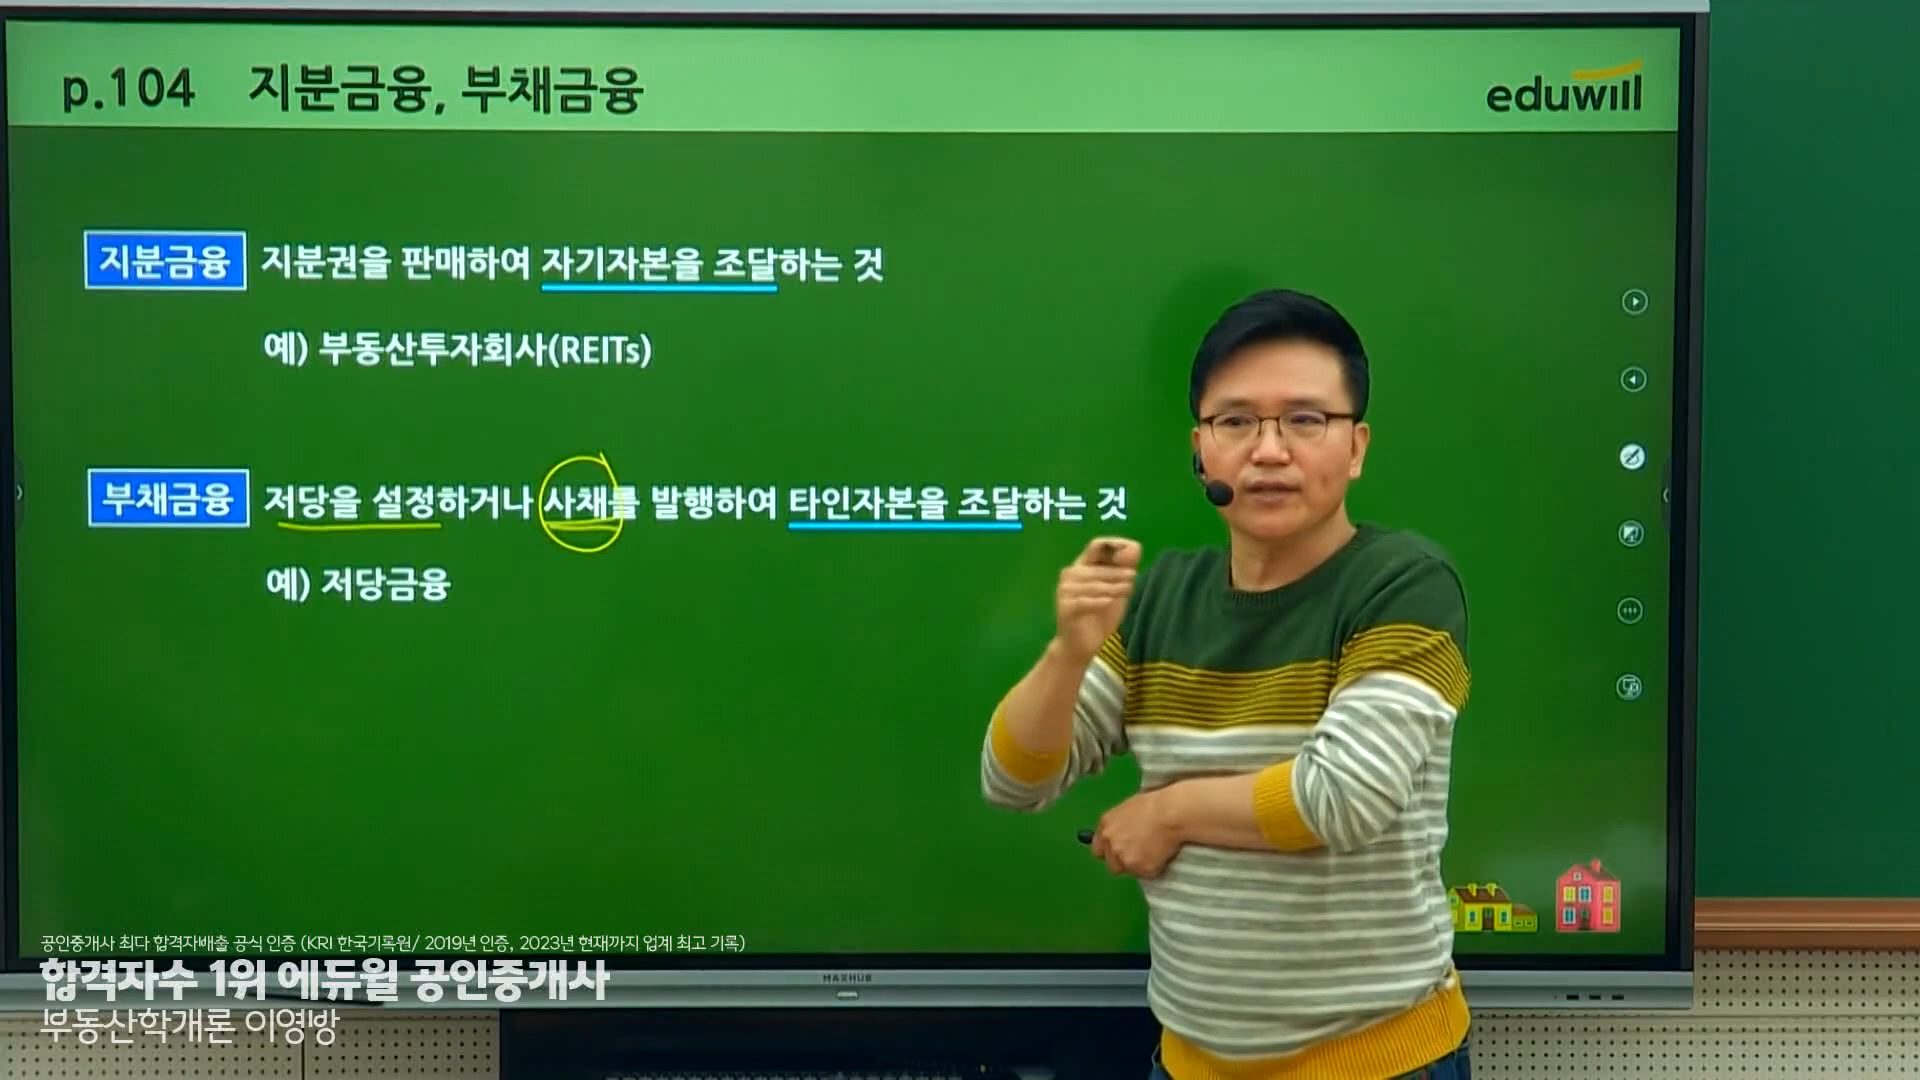 p.104 지분금융, 부채금융
eduwill
지분금융 지분권을 판매하여 자기자본을 조달하는 것
예) 부동산투자회사(REITs)
부채금융 저당을 설정하거나 사채를 발행하여 타인자본을 조달하는 것
예) 저당금융
공인중개사 최다 합격자배출 공식 인증 (KRI 한국기록원/ 2019년 인증, 2023년 현재까지 업계 최고 기록)
합격자수 1위 에듀윌 공인중개사
부동산학개론 이영방
MAXHUB